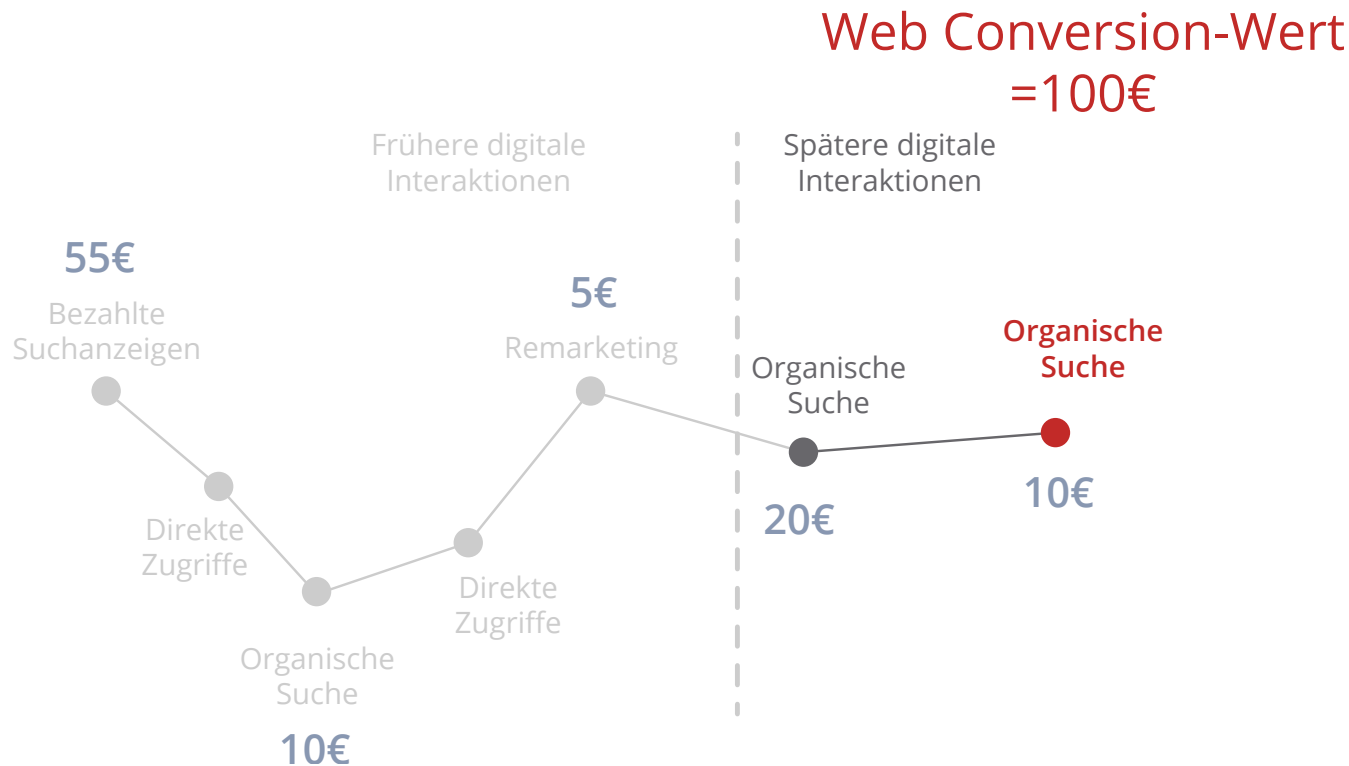 Web Conversion-Wert
=100€
Frühere digitale
Interaktionen
Spätere digitale
Interaktionen
55€
Bezahlte
Suchanzeigen
Direkte
Zugriffe
Organische
Suche
10€
Direkte
Zugriffe
5€
Remarketing
Organische
Suche
20€
Organische
Suche
10€